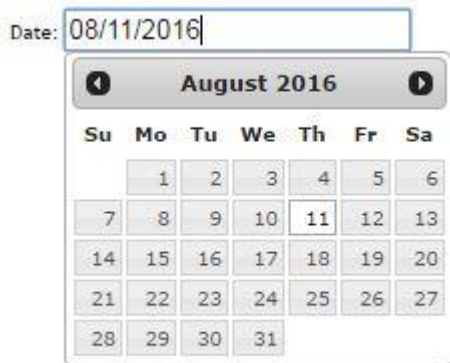 Date: 08/11/2016
August 2016
Su Mo Tu We Th Fr Sa
1 2 3 4 5 6
7 8 9 10 11 12 13
14 15 16 17 18 19 20
21 22 23 24 25 26 27
28 29 30 31